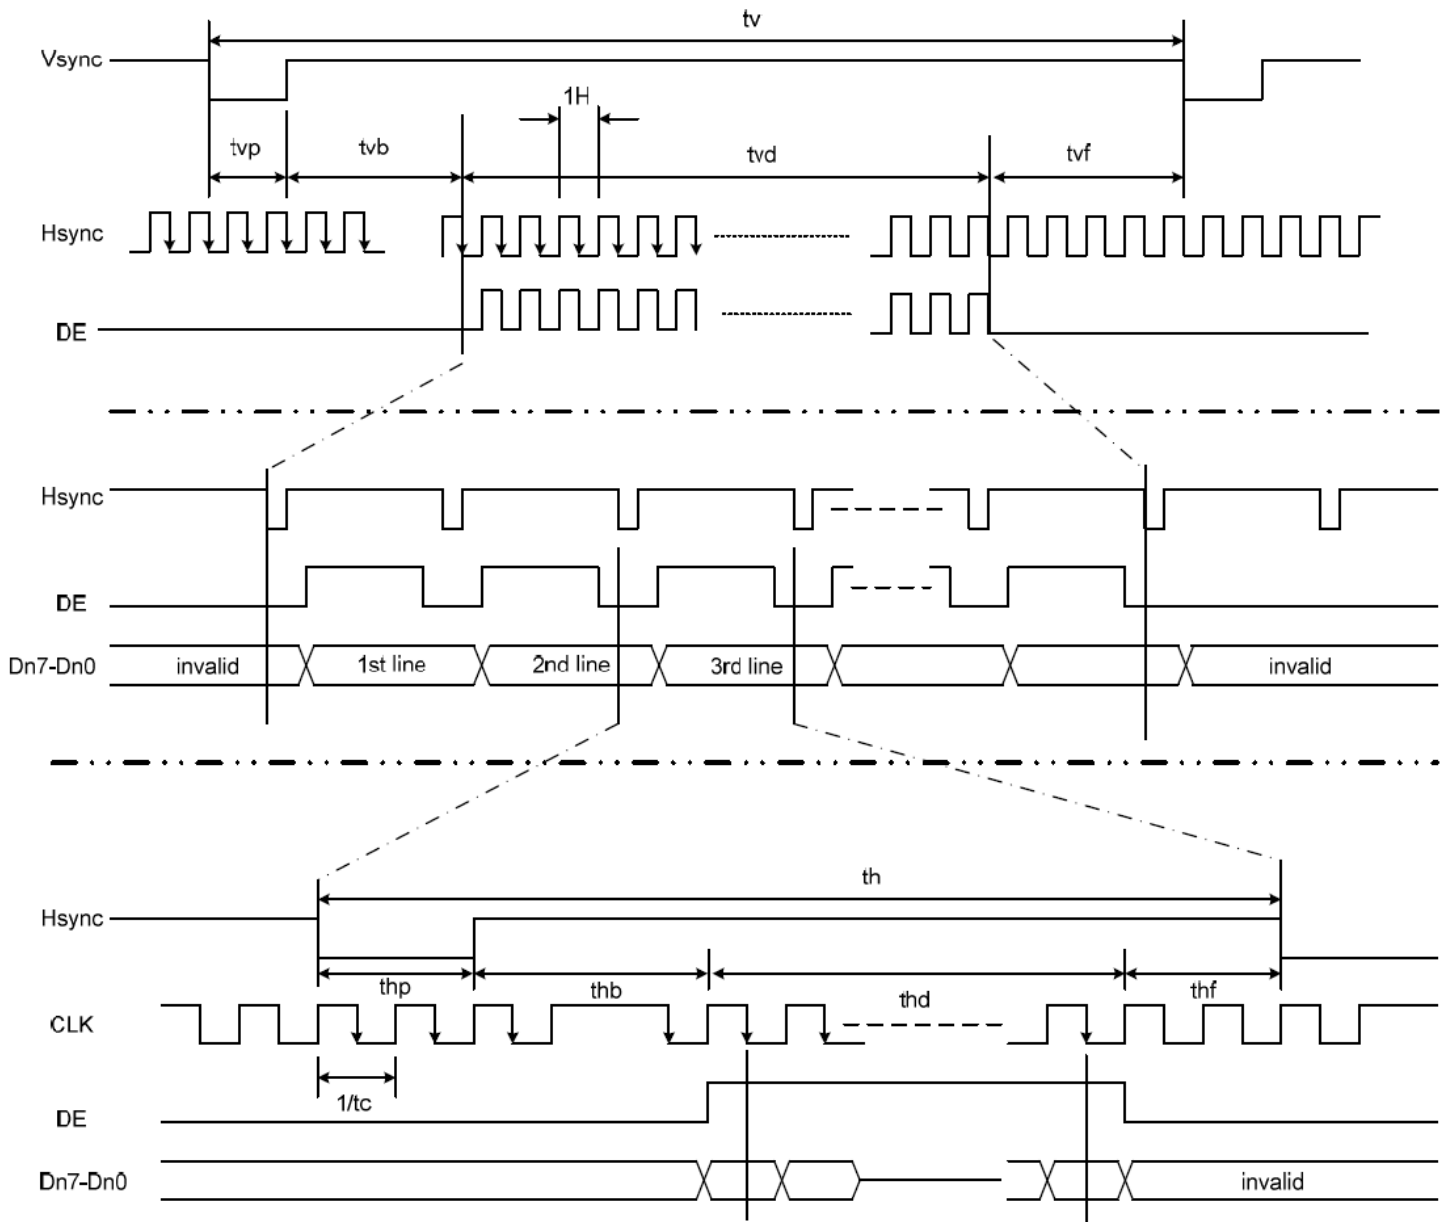 tv
Vsync
1H
tvp
tvb
tvd
tvf
Hsync
DE
Hsync
DE
Dn7-Dn0 invalid 1st line 2nd line 3rd line invalid
th
Hsync
thp thb thd thf
CLK
1/tc
DE
Dn7-Dn0 invalid